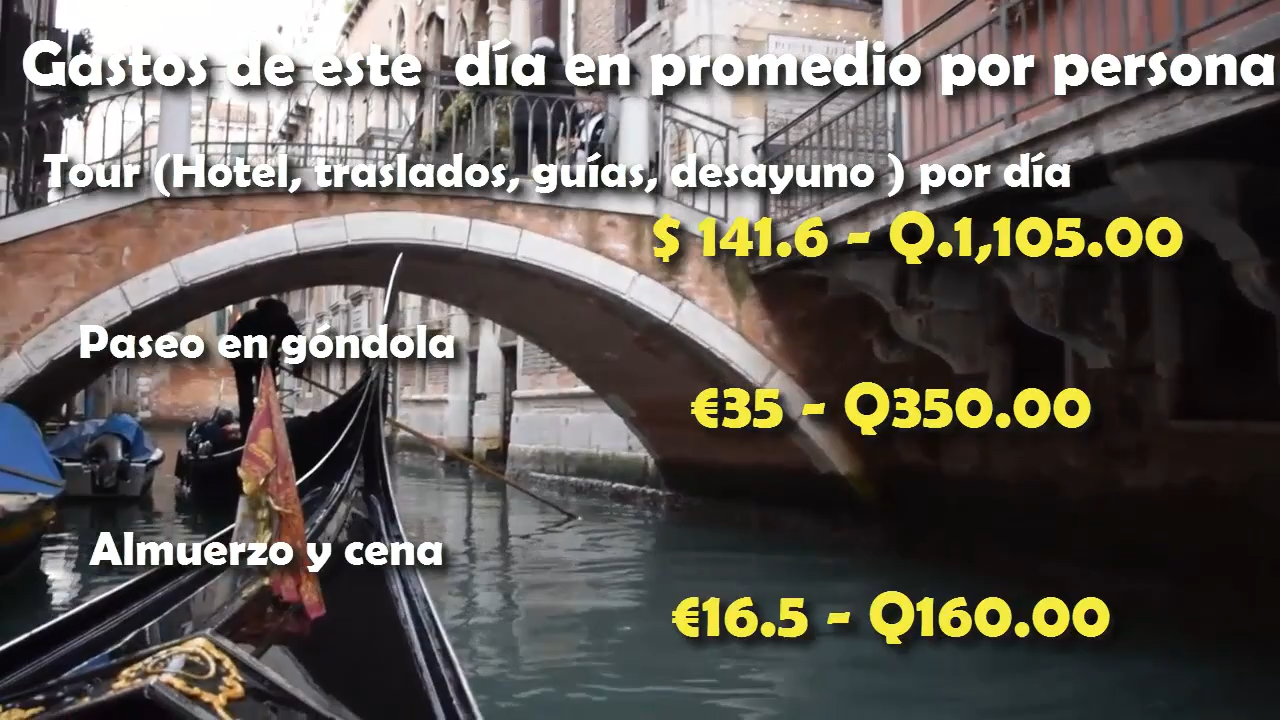 Gastos de este día en promedio por persona
Tour (Hotel, traslados, guías, desayuno ) por día
$ 141.6 - Q.1,105.00
Paseo en góndola
€35 - Q350.00
Almuerzo y cena
€16.5 - Q160.00